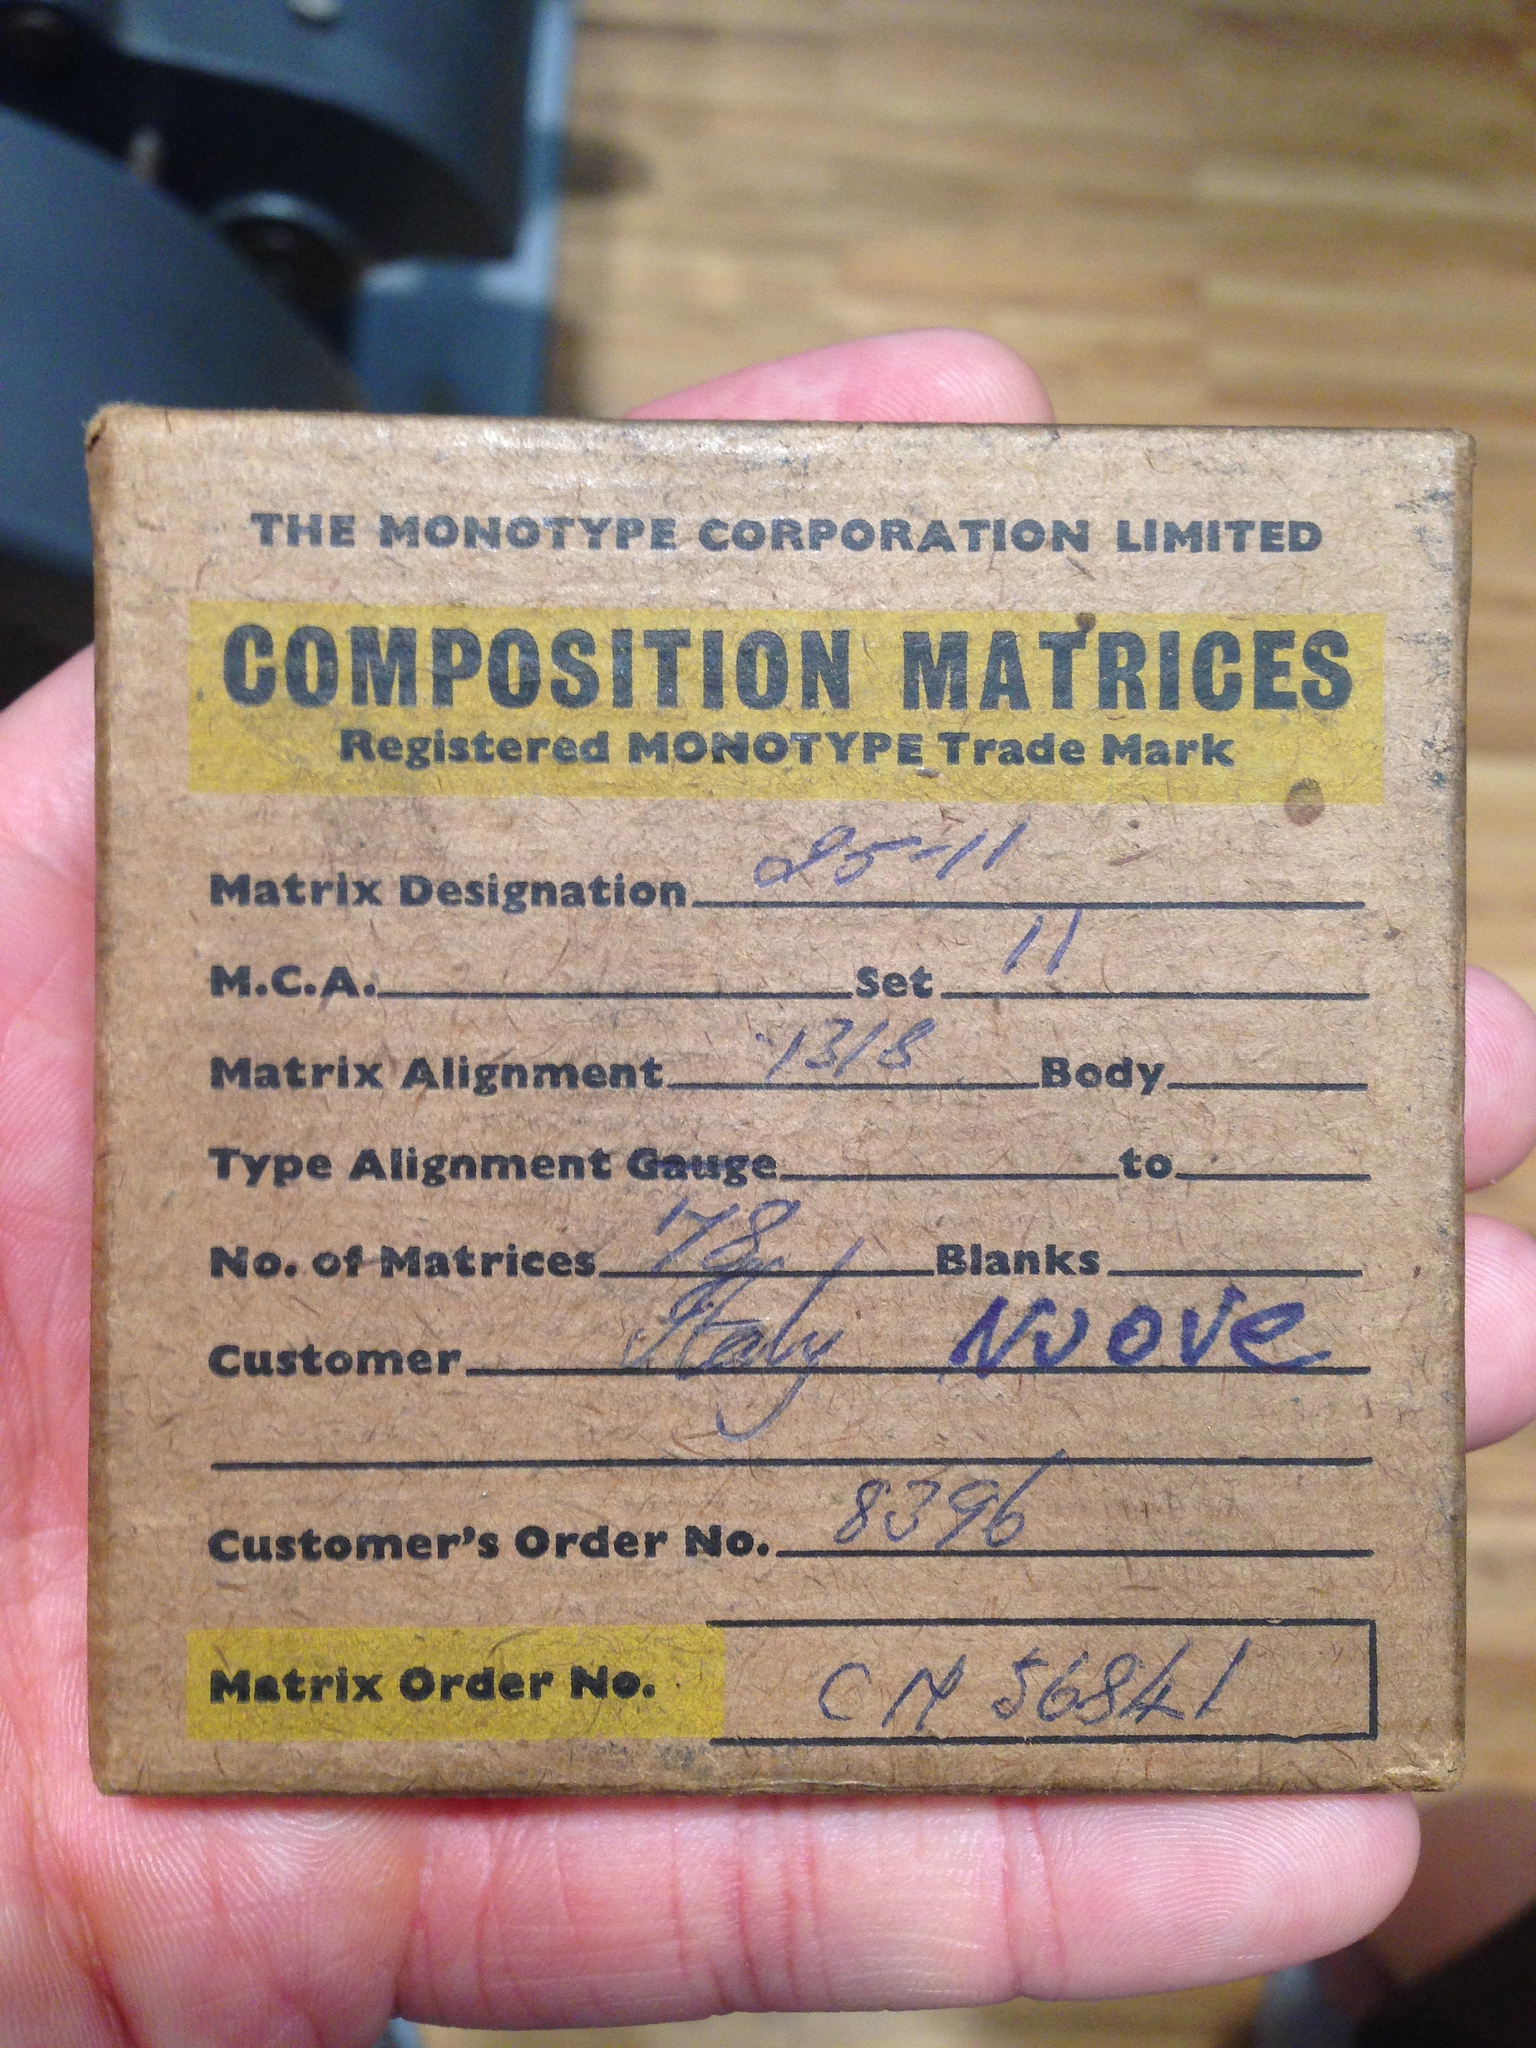 THE MONOTYPE CORPORATION LIMITED
COMPOSITION MATRICES
Registered MONOTYPE Trade Mark
Matrix Designation 25-11
M.C.A. Set 11
Matrix Alignment 1318 Body
Type Alignment Gauge to
No. of Matrices 78 Blanks
Customer Italy NUOVE
Customer's Order No. 8396
Matrix Order No. CM 56841